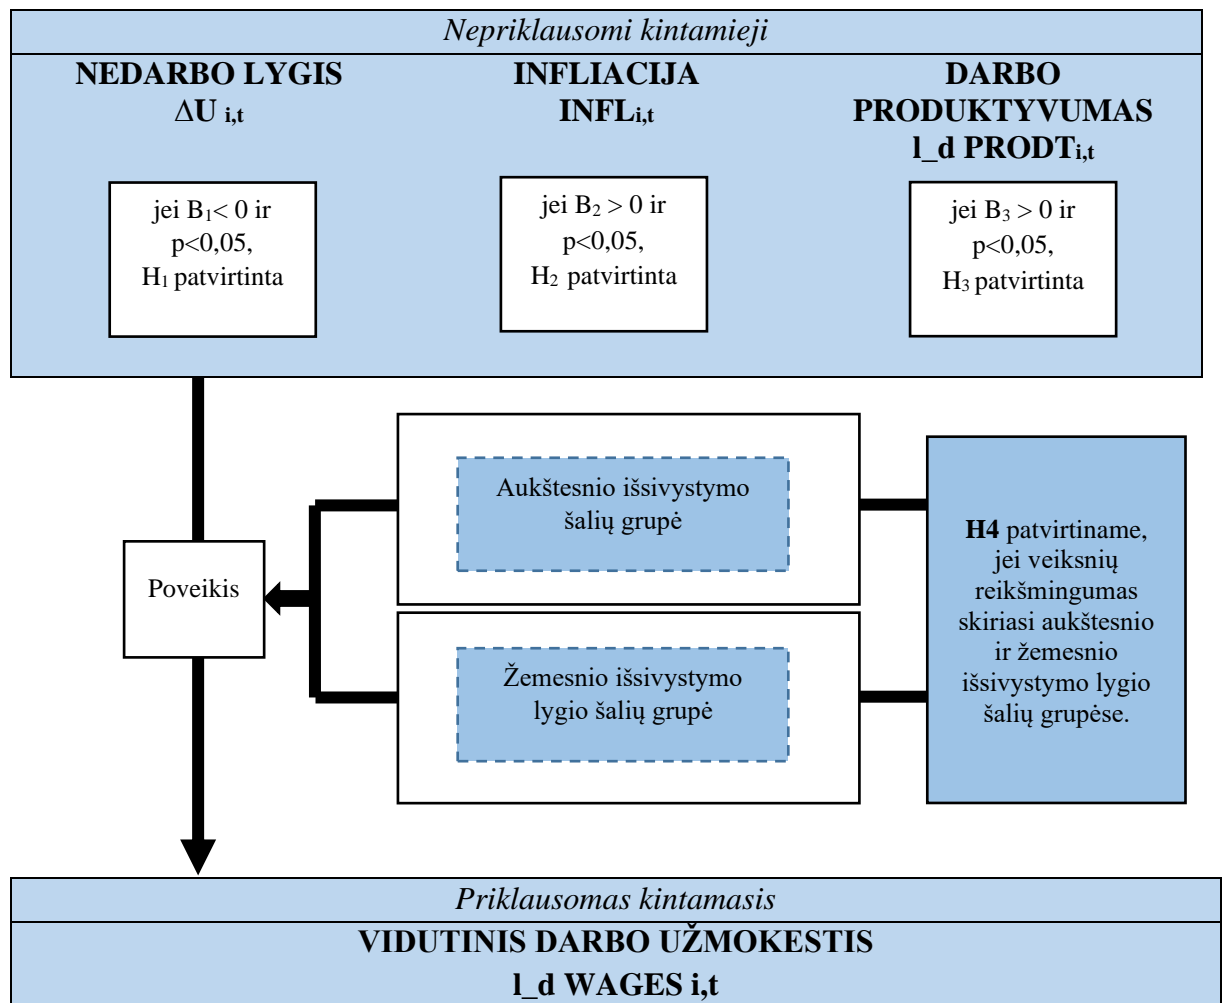 Nepriklausomi kintamieji
NEDARBO LYGIS
ΔU i,t
INFLIACIJA
INFLi,t
DARBO
PRODUKTYVUMAS
l_d PRODTi,t
jei B1< 0 ir
p<0,05,
H1 patvirtinta
jei B2 > 0 ir
p<0,05,
H2 patvirtinta
jei B3 > 0 ir
p<0,05,
H3 patvirtinta
Aukštesnio išsivystymo
šalių grupė
Poveikis
Žemesnio išsivystymo
lygio šalių grupė
H4 patvirtiname,
jei veiksnių
reikšmingumas
skiriasi aukštesnio
ir žemesnio
išsivystymo lygio
šalių grupėse.
Priklausomas kintamasis
VIDUTINIS DARBO UŽMOKESTIS
l_d WAGES i,t